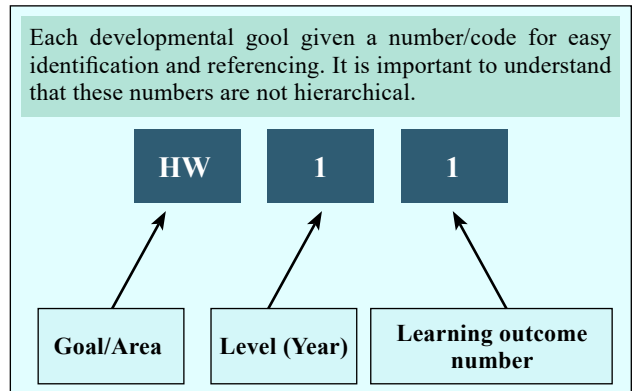 Each developmental gool given a number/code for easy
identification and referencing. It is important to understand
that these numbers are not hierarchical.
HW 1 1
Goal/Area Level (Year) Learning outcome
number